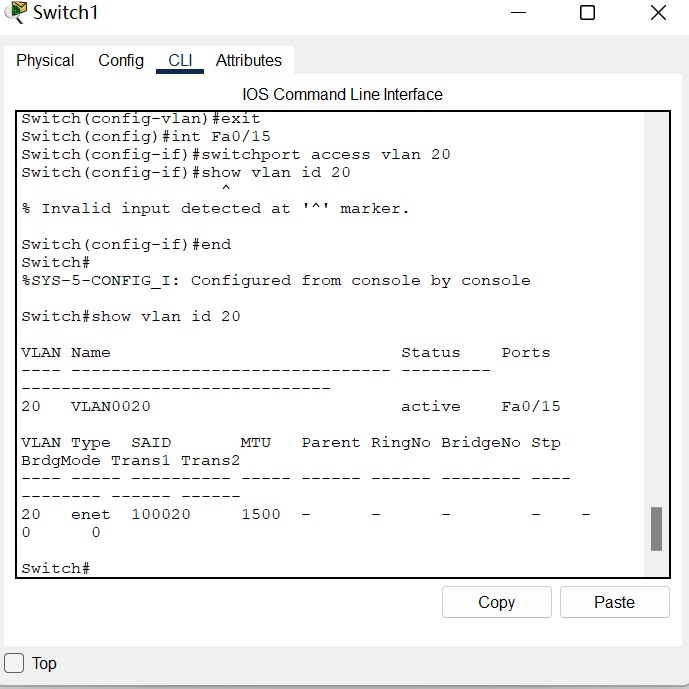 Switch1
Physical Config CLI Attributes
IOS Command Line Interface
Switch(config-vlan)#exit
Switch(config)#int Fa0/15
Switch(config-if)#switchport access vlan 20
Switch(config-if)#show vlan id 20
                    ^
% Invalid input detected at '^' marker.

Switch(config-if)#end
Switch#
%SYS-5-CONFIG_I: Configured from console by console

Switch#show vlan id 20

VLAN Name                             Status    Ports
---- -------------------------------- ---------
-------------------------------
20   VLAN0020                         active    Fa0/15

VLAN Type  SAID       MTU   Parent RingNo BridgeNo Stp
BrdgMode Trans1 Trans2
---- ----- ---------- ----- ------ ------ -------- ----
-------- ------ ------
20   enet  100020     1500  -      -      -        -    -
0      0

Switch#
Copy Paste
Top